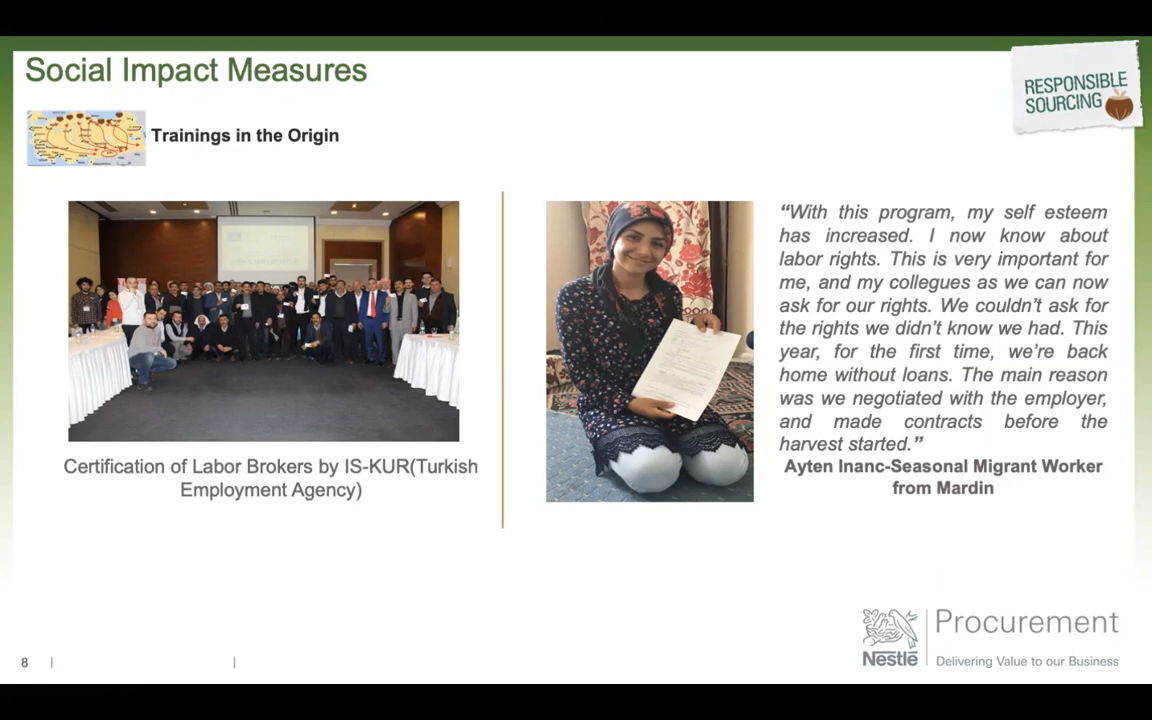 Social Impact Measures
RESPONSIBLE
SOURCING
Trainings in the Origin
“With this program, my self esteem
has increased. I now know about
labor rights. This is very important for
me, and my collegues as we can now
ask for our rights. We couldn’t ask for
the rights we didn’t know we had. This
year, for the first time, we’re back
home without loans. The main reason
was we negotiated with the employer,
and made contracts before the
harvest started.”
Ayten Inanc-Seasonal Migrant Worker
from Mardin
Certification of Labor Brokers by IS-KUR(Turkish
Employment Agency)
8 | |
Nestlé
Procurement
Delivering Value to our Business